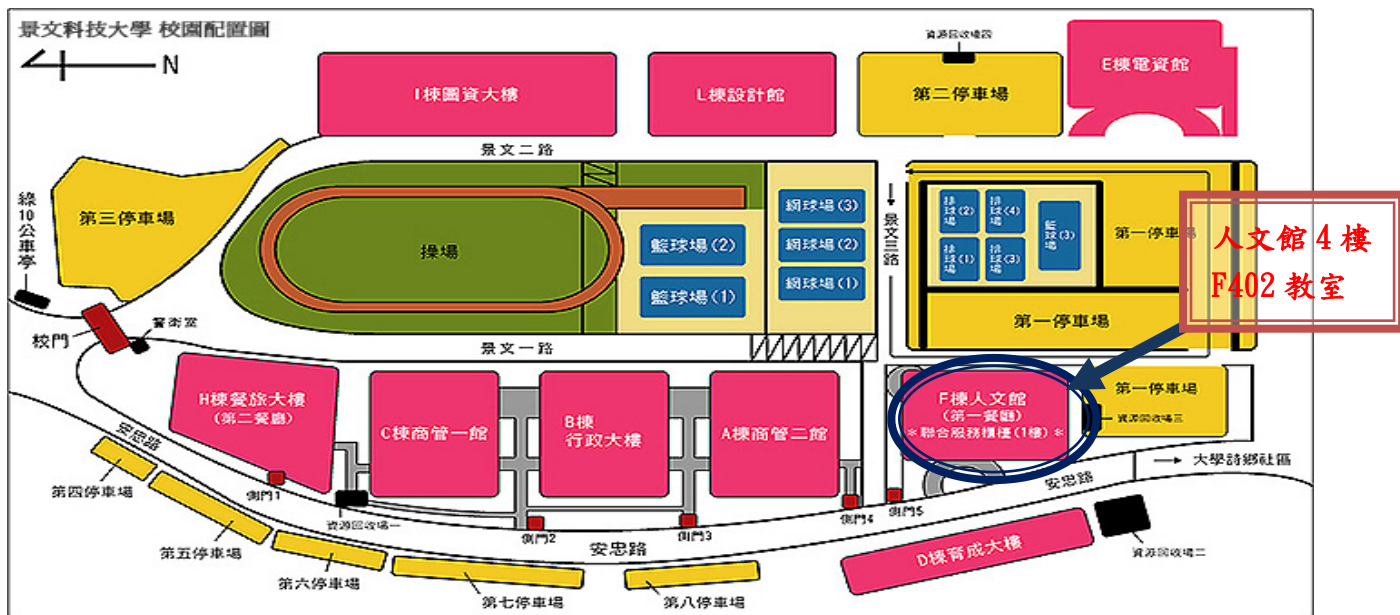 景文科技大學 校園配置圖
N
資源回收場四
I棟圖資大樓
L棟設計館
第二停車場
E棟電資館
景文二路
第三停車場
綠10公車亭
操場
籃球場(2)
籃球場(1)
網球場(3)
網球場(2)
網球場(1)
景文三路
排球場(2)
排球場(4)
籃球場(3)
排球場(1)
排球場(3)
第一停車場
第一停車場
人文館4樓
F402教室
校門
警衛室
景文一路
H棟餐旅大樓
(第二餐廳)
C棟商管一館
B棟
行政大樓
A棟商管二館
F棟人文館
(第一餐廳)
*聯合服務櫃檯(1樓)*
第一停車場
資源回收場三
大學詩鄉社區
安忠路
側門1
資源回收場一
側門2
側門3
側門4
側門5
安忠路
安忠路
第四停車場
第五停車場
第六停車場
第七停車場
第八停車場
D棟育成大樓
資源回收場二